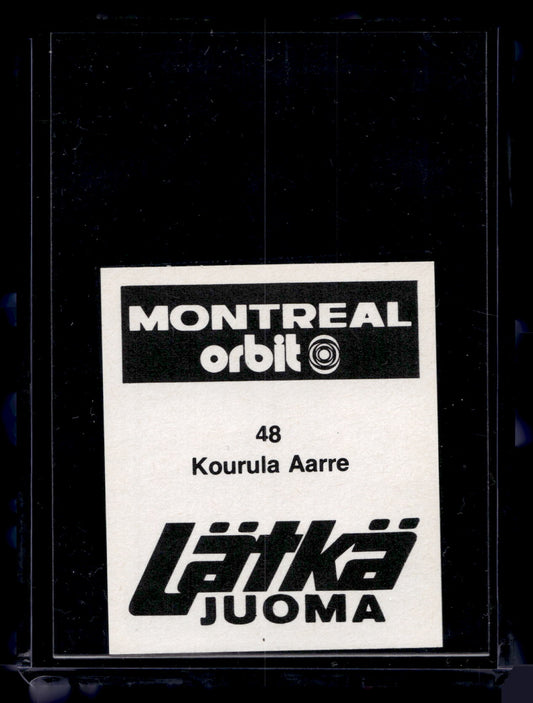 MONTREAL
orbit
48
Kourula Aarre
Lätkä
JUOMA